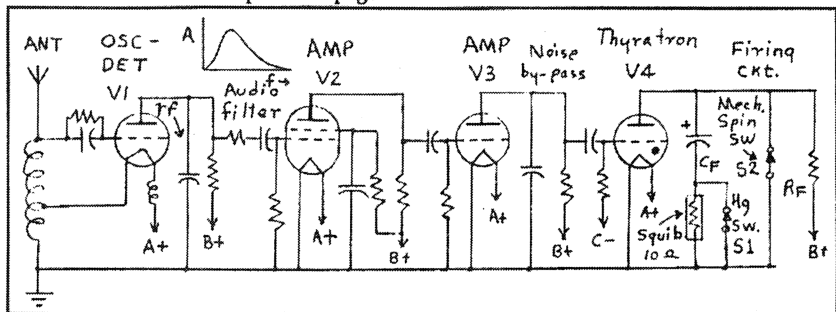 ANT
OSC-
DET
V1
A
f→
AMP
V2
AMP
V3
Noise
by-pass
Thyratron
V4
Firing
Ckt.
rf
Audio
filter
Mech.
Spin
SW
S2
+
CF
RF
Hg
Sw.
S1
Squib
10 Ω
A+
B+
A+
B+
A+
C-
A+
B+